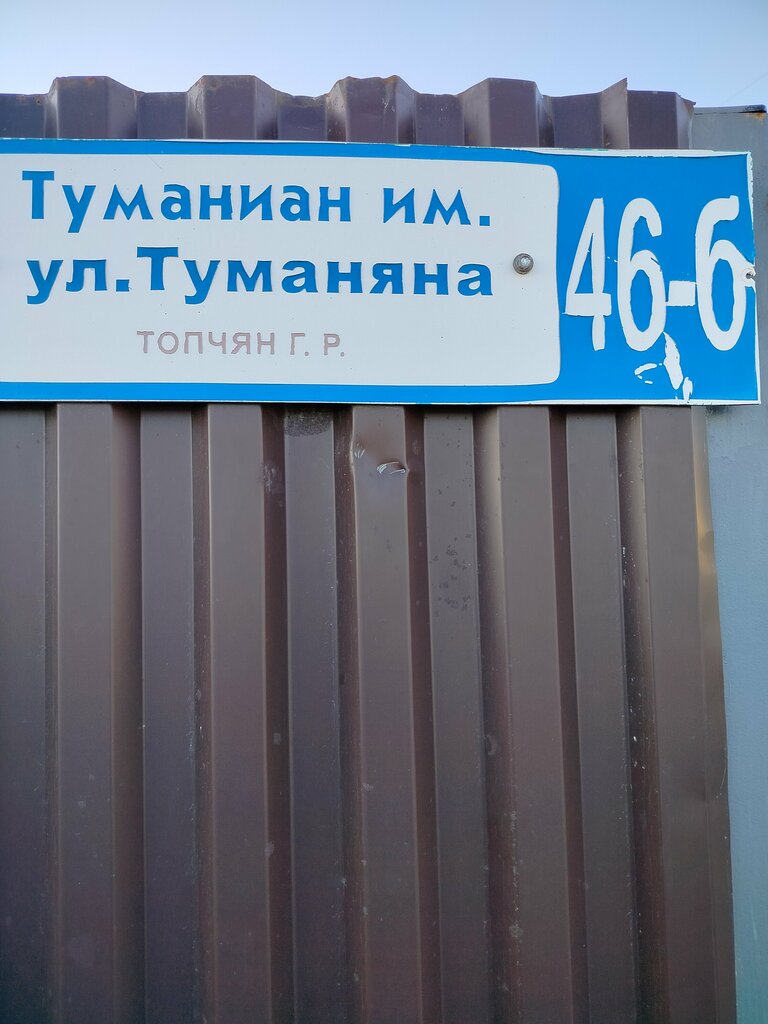 Туманиан им.
ул.Туманяна
ТОПЧЯН Г. Р.
46-б